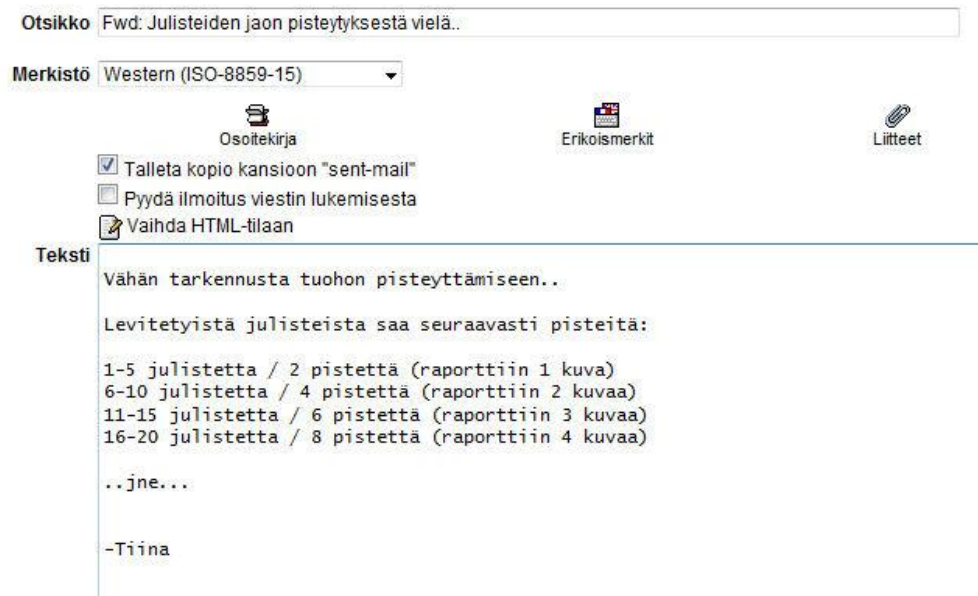 Otsikko Fwd: Julisteiden jaon pisteytyksestä vielä..
Merkistö Western (ISO-8859-15)
Osoitekirja Erikoismerkit Liitteet
Talleta kopio kansioon "sent-mail"
Pyydä ilmoitus viestin lukemisesta
Vaihda HTML-tilaan
Teksti
Vähän tarkennusta tuohon pisteyttämiseen..
Levitetyistä julisteista saa seuraavasti pisteitä:
1-5 julistetta / 2 pistettä (raporttiin 1 kuva)
6-10 julistetta / 4 pistettä (raporttiin 2 kuvaa)
11-15 julistetta / 6 pistettä (raporttiin 3 kuvaa)
16-20 julistetta / 8 pistettä (raporttiin 4 kuvaa)
..jne...
-Tiina